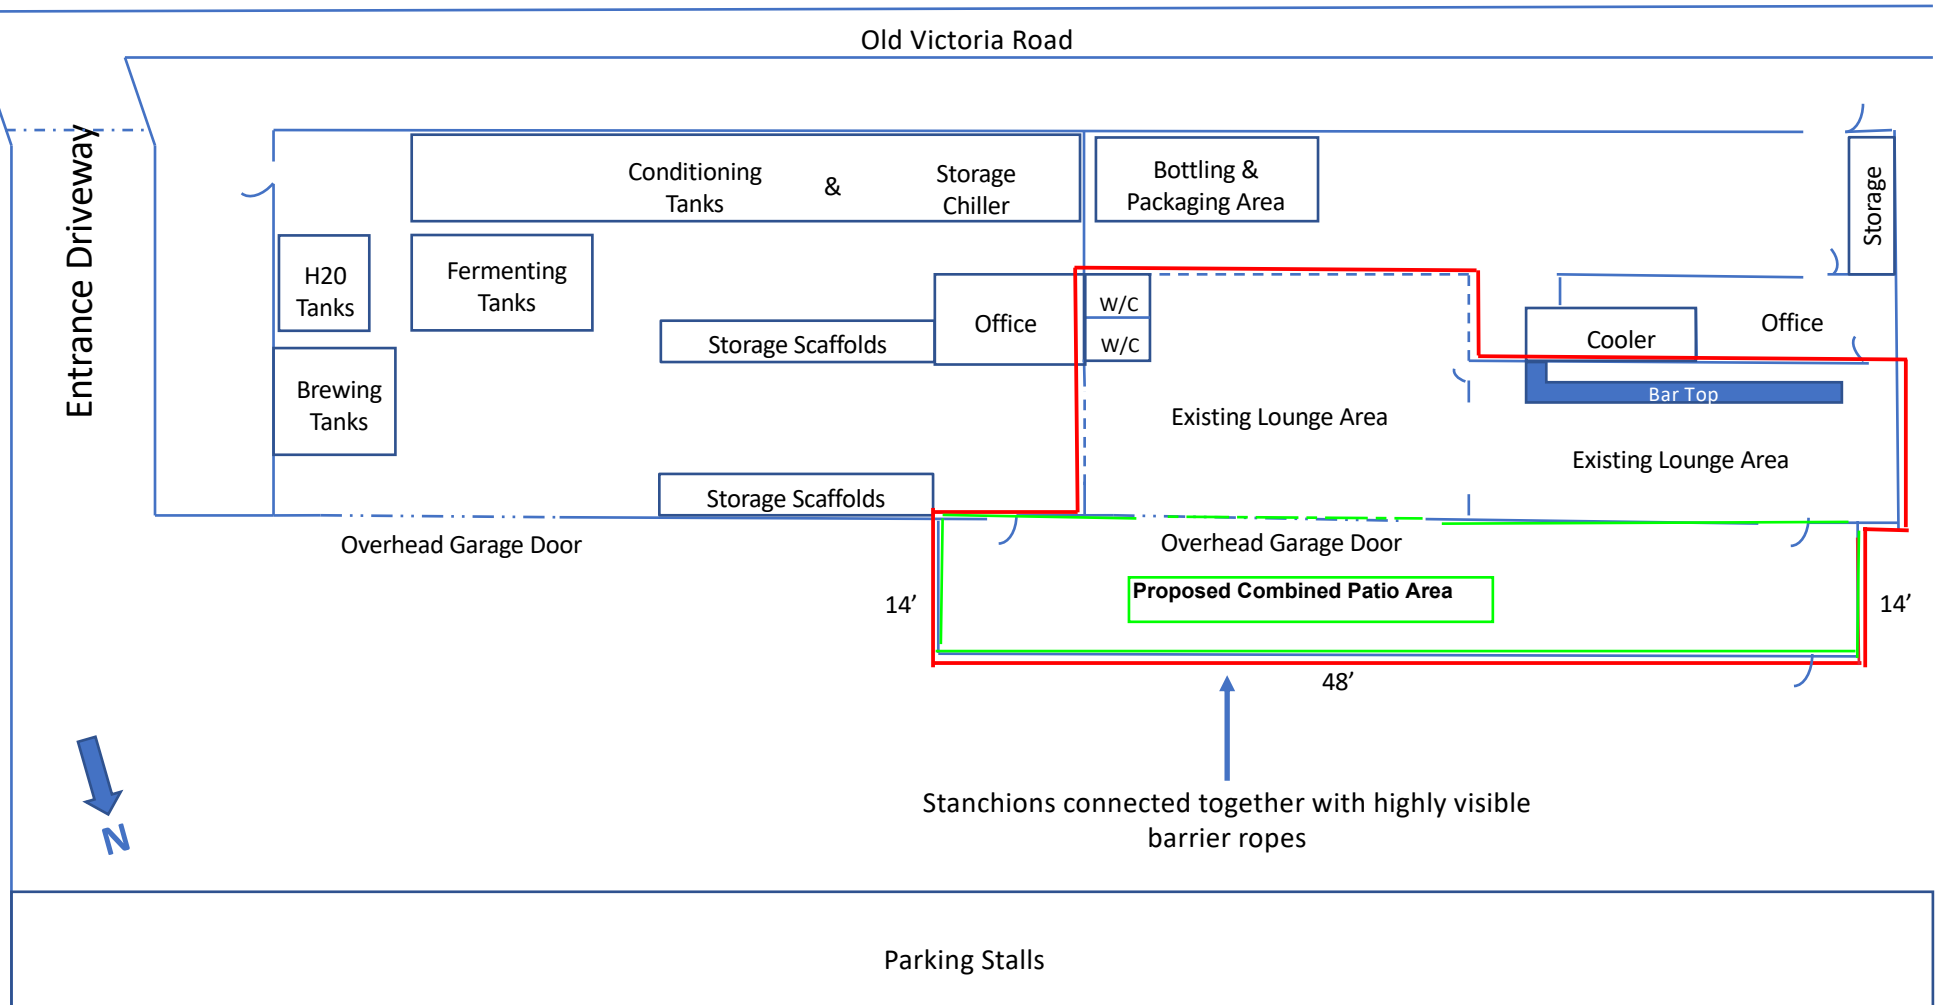 Old Victoria Road
Entrance Driveway
Conditioning
Tanks
&
Storage
Chiller
Bottling &
Packaging Area
Storage
H20
Tanks
Fermenting
Tanks
Storage Scaffolds
Office
W/C
W/C
Cooler
Office
Brewing
Tanks
Bar Top
Existing Lounge Area
Existing Lounge Area
Storage Scaffolds
Overhead Garage Door
Overhead Garage Door
Proposed Combined Patio Area
14’
14’
48’
Stanchions connected together with highly visible
barrier ropes
N
Parking Stalls